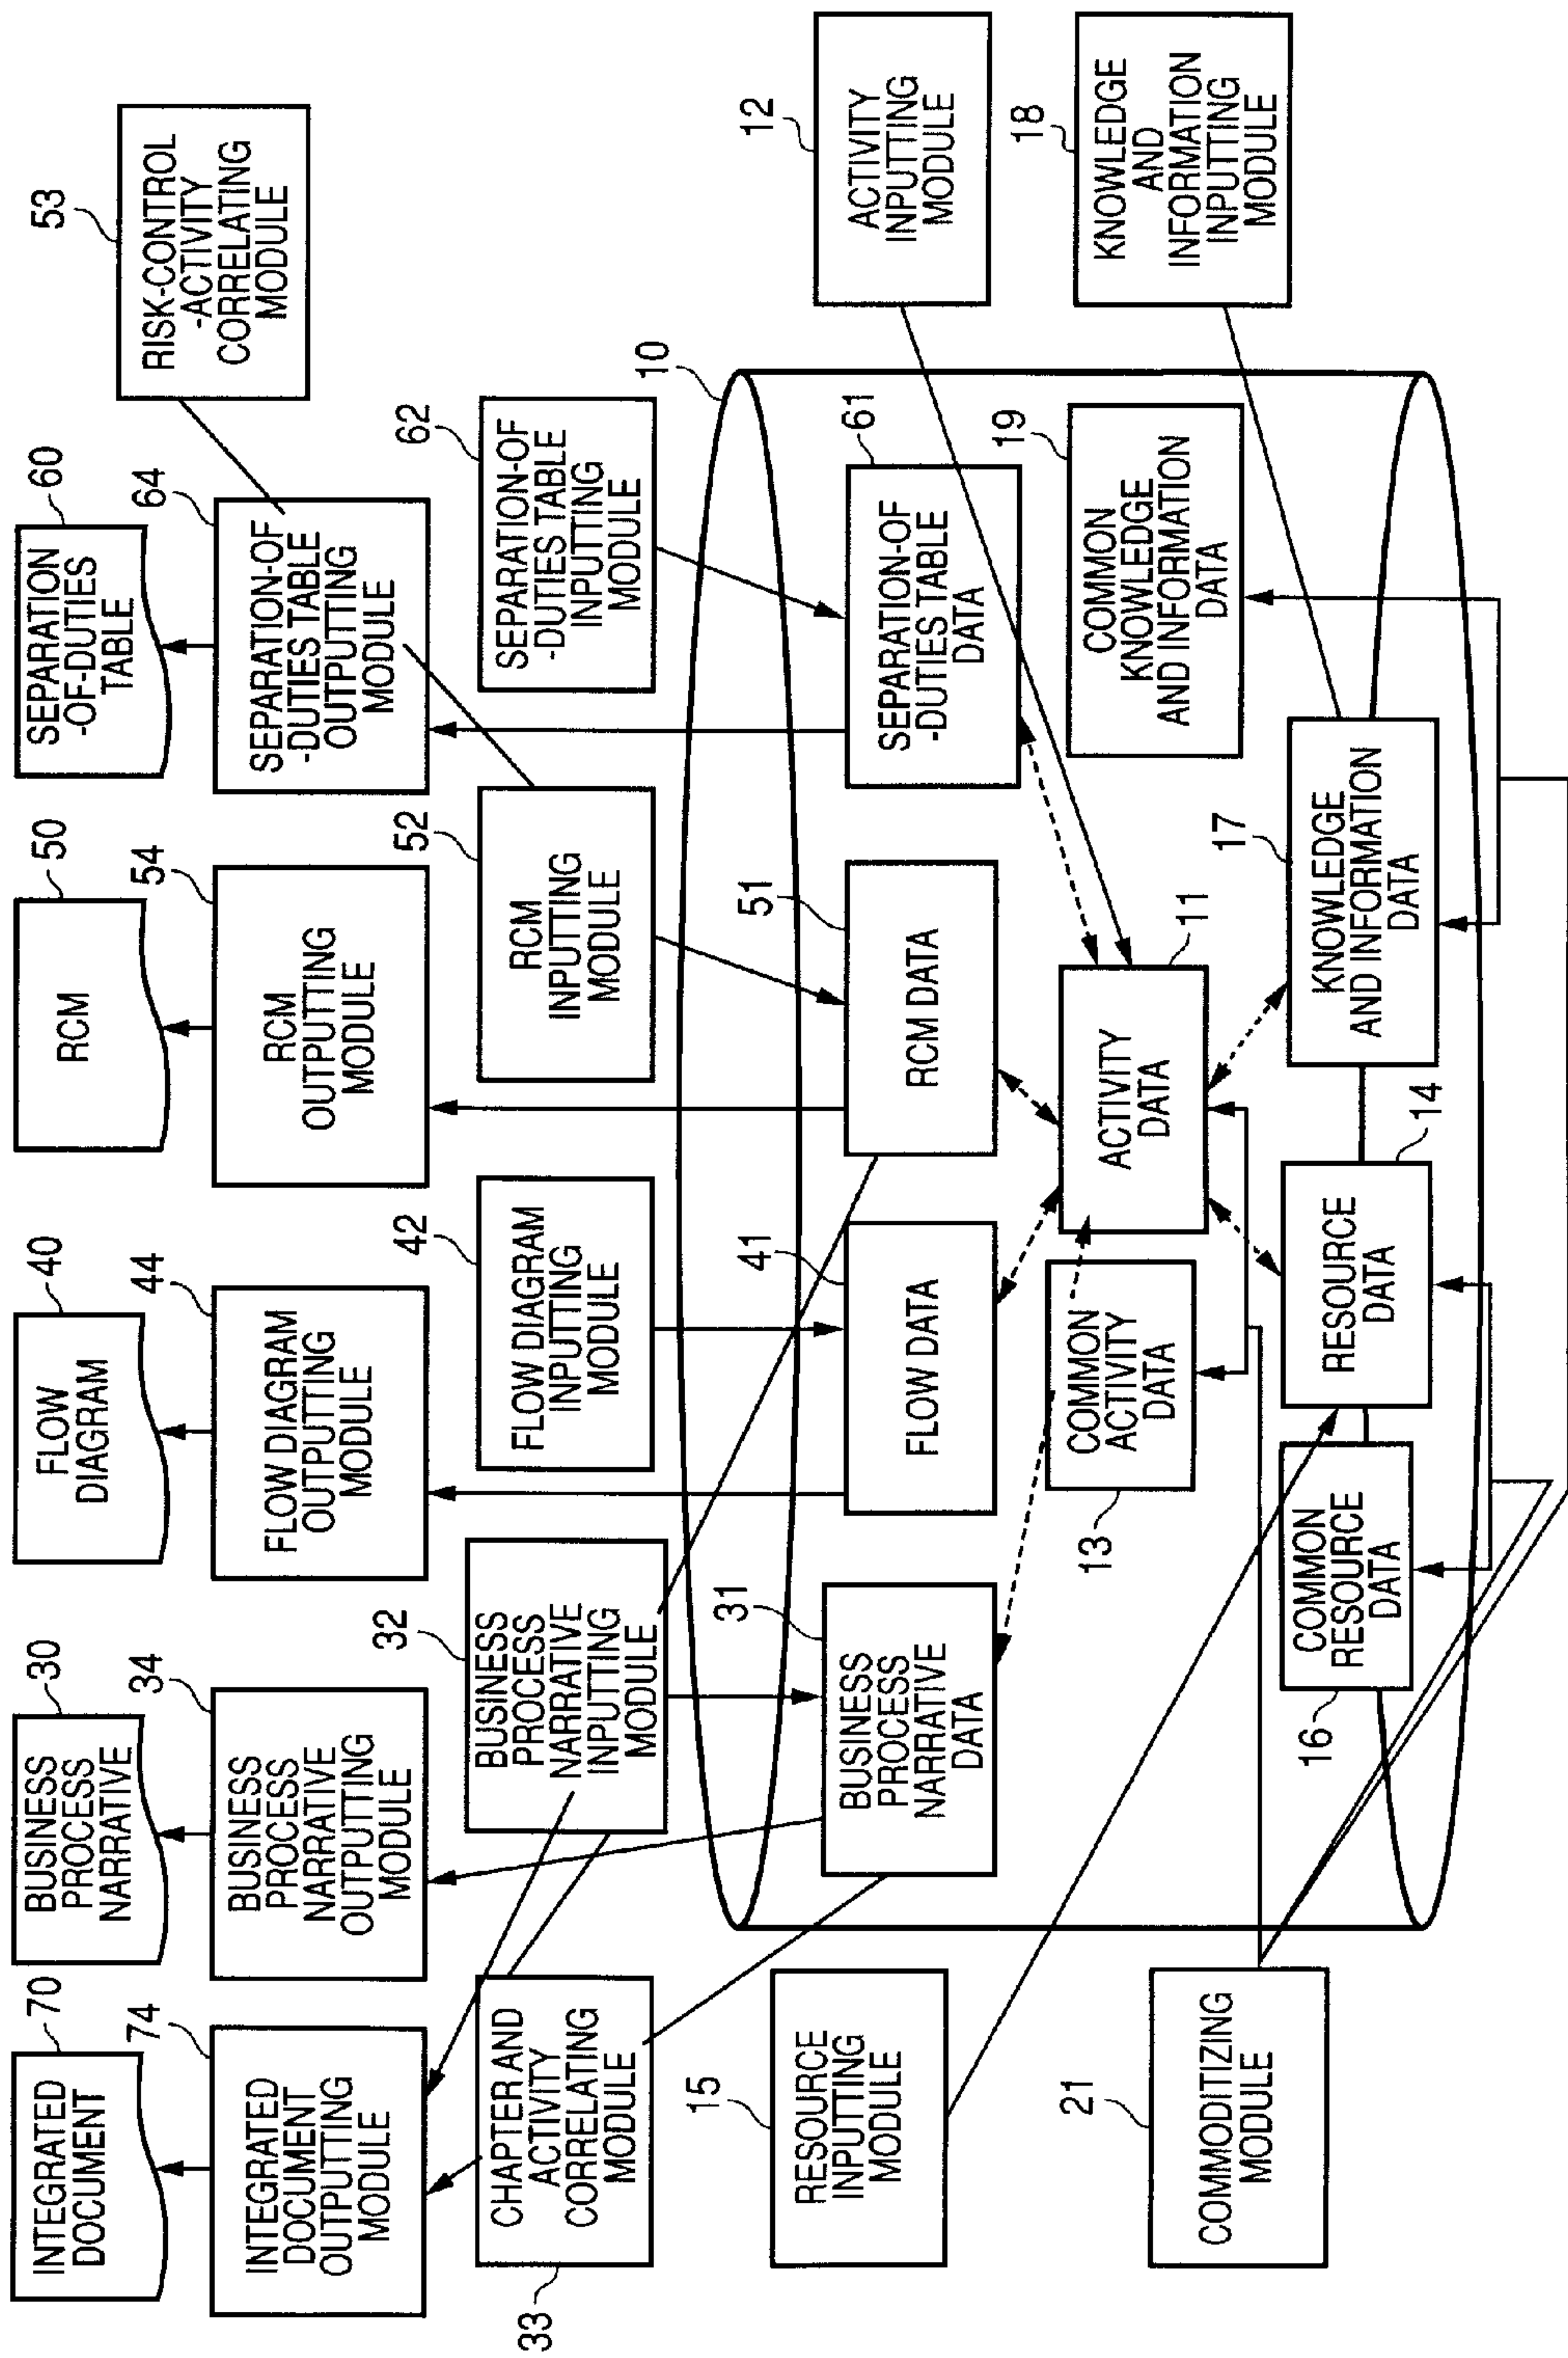 70
INTEGRATED
DOCUMENT
30
BUSINESS
PROCESS
NARRATIVE
40
FLOW
DIAGRAM
50
RCM
60
SEPARATION
-OF-DUTIES
TABLE
53
RISK-CONTROL
-ACTIVITY
CORRELATING
MODULE
74
INTEGRATED
DOCUMENT
OUTPUTTING
MODULE
34
BUSINESS
PROCESS
NARRATIVE
OUTPUTTING
MODULE
44
FLOW DIAGRAM
OUTPUTTING
MODULE
54
RCM
OUTPUTTING
MODULE
64
SEPARATION-OF
-DUTIES TABLE
OUTPUTTING
MODULE
33
CHAPTER AND
ACTIVITY
CORRELATING
MODULE
32
BUSINESS
PROCESS
NARRATIVE
INPUTTING
MODULE
42
FLOW DIAGRAM
INPUTTING
MODULE
52
RCM
INPUTTING
MODULE
62
SEPARATION-OF
-DUTIES TABLE
INPUTTING
MODULE
10
15
RESOURCE
INPUTTING
MODULE
31
BUSINESS
PROCESS
NARRATIVE
DATA
41
FLOW DATA
51
RCM DATA
61
SEPARATION-OF
-DUTIES TABLE
DATA
12
ACTIVITY
INPUTTING
MODULE
13
COMMON
ACTIVITY
DATA
11
ACTIVITY
DATA
19
COMMON
KNOWLEDGE
AND INFORMATION
DATA
18
KNOWLEDGE
AND
INFORMATION
INPUTTING
MODULE
21
COMMODITIZING
MODULE
16
COMMON
RESOURCE
DATA
14
RESOURCE
DATA
17
KNOWLEDGE
AND INFORMATION
DATA